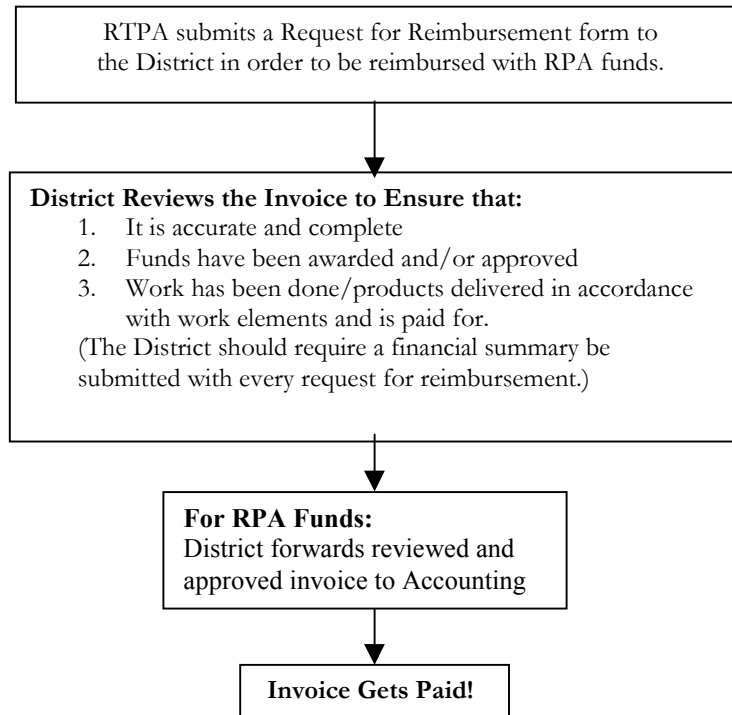 RTPA submits a Request for Reimbursement form to
the District in order to be reimbursed with RPA funds.
District Reviews the Invoice to Ensure that:
1. It is accurate and complete
2. Funds have been awarded and/or approved
3. Work has been done/products delivered in accordance
with work elements and is paid for.
(The District should require a financial summary be
submitted with every request for reimbursement.)
For RPA Funds:
District forwards reviewed and
approved invoice to Accounting
Invoice Gets Paid!